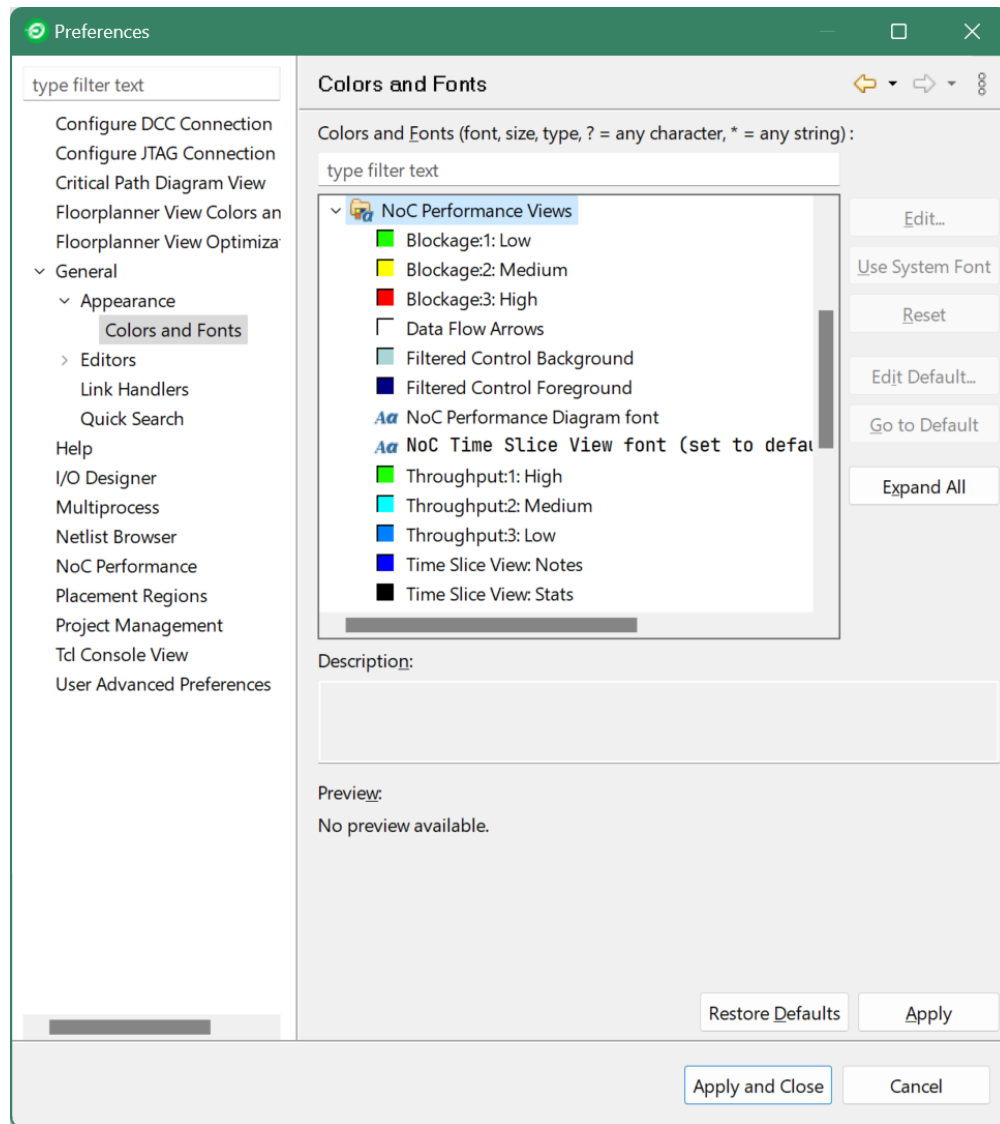 Preferences
type filter text
Configure DCC Connection
Configure JTAG Connection
Critical Path Diagram View
Floorplanner View Colors an
Floorplanner View Optimiza
General
Appearance
Colors and Fonts
Editors
Link Handlers
Quick Search
Help
I/O Designer
Multiprocess
Netlist Browser
NoC Performance
Placement Regions
Project Management
Tcl Console View
User Advanced Preferences
Colors and Fonts
Colors and Fonts (font, size, type, ? = any character, * = any string) :
type filter text
NoC Performance Views
Blockage:1: Low
Blockage:2: Medium
Blockage:3: High
Data Flow Arrows
Filtered Control Background
Filtered Control Foreground
Aa NoC Performance Diagram font
Aa NoC Time Slice View font (set to defau
Throughput:1: High
Throughput:2: Medium
Throughput:3: Low
Time Slice View: Notes
Time Slice View: Stats
Edit...
Use System Font
Reset
Edit Default...
Go to Default
Expand All
Description:
Preview:
No preview available.
Restore Defaults
Apply
Apply and Close
Cancel